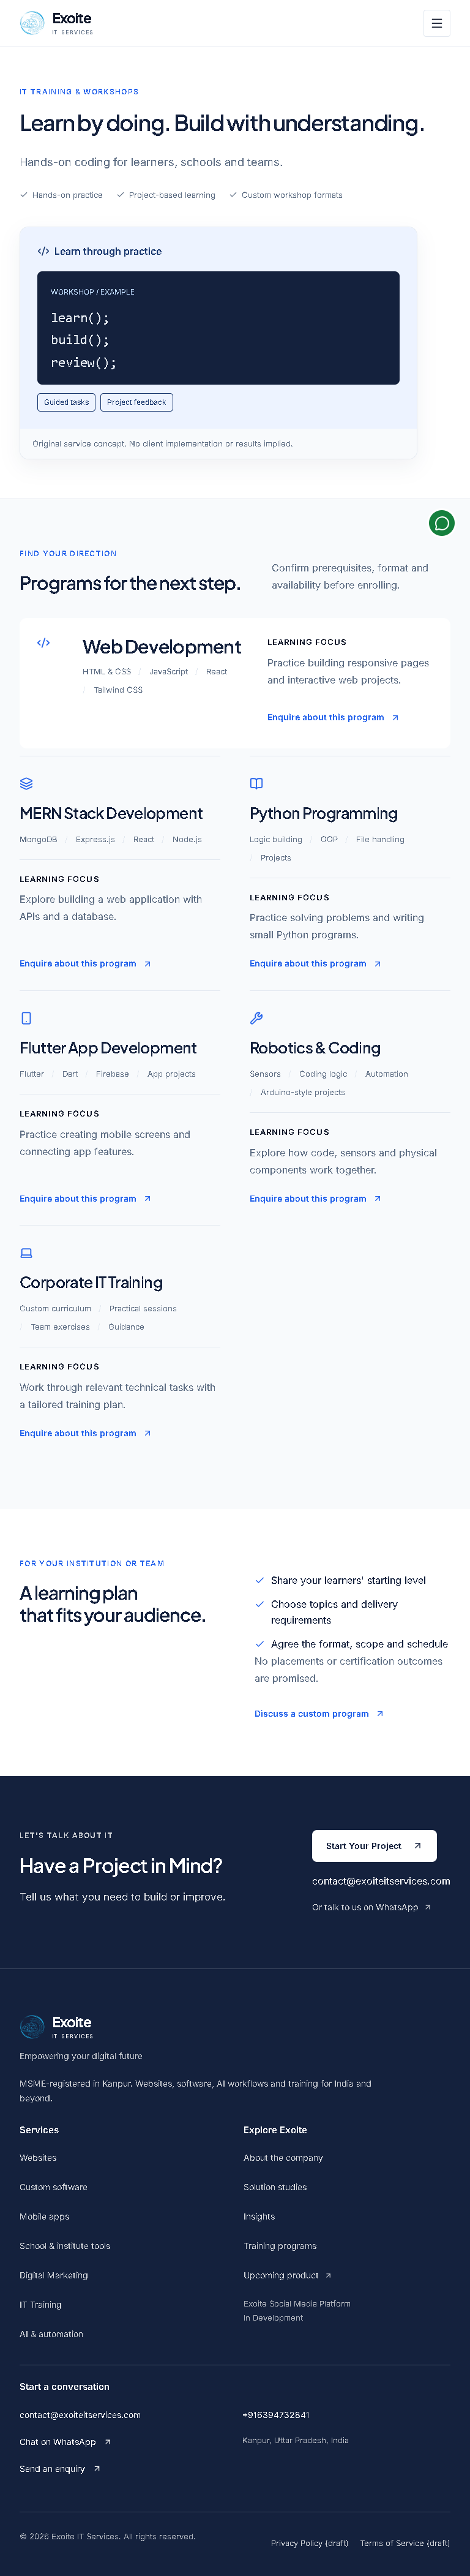 Exoite
IT SERVICES
IT TRAINING & WORKSHOPS
Learn by doing. Build with understanding.
Hands-on coding for learners, schools and teams.
Hands-on practice
Project-based learning
Custom workshop formats
Learn through practice
WORKSHOP / EXAMPLE
learn();
build();
review();
Guided tasks
Project feedback
Original service concept. No client implementation or results implied.
FIND YOUR DIRECTION
Programs for the next step.
Confirm prerequisites, format and
availability before enrolling.
Web Development
HTML & CSS / JavaScript / React
/ Tailwind CSS
LEARNING FOCUS
Practice building responsive pages
and interactive web projects.
Enquire about this program
MERN Stack Development
MongoDB / Express.js / React / Node.js
LEARNING FOCUS
Explore building a web application with
APIs and a database.
Enquire about this program
Python Programming
Logic building / OOP / File handling
/ Projects
LEARNING FOCUS
Practice solving problems and writing
small Python programs.
Enquire about this program
Flutter App Development
Flutter / Dart / Firebase / App projects
LEARNING FOCUS
Practice creating mobile screens and
connecting app features.
Enquire about this program
Robotics & Coding
Sensors / Coding logic / Automation
/ Arduino-style projects
LEARNING FOCUS
Explore how code, sensors and physical
components work together.
Enquire about this program
Corporate IT Training
Custom curriculum / Practical sessions
/ Team exercises / Guidance
LEARNING FOCUS
Work through relevant technical tasks with
a tailored training plan.
Enquire about this program
FOR YOUR INSTITUTION OR TEAM
A learning plan
that fits your audience.
Share your learners' starting level
Choose topics and delivery
requirements
Agree the format, scope and schedule
No placements or certification outcomes
are promised.
Discuss a custom program
LET'S TALK ABOUT IT
Have a Project in Mind?
Tell us what you need to build or improve.
Start Your Project
contact@exoiteitservices.com
Or talk to us on WhatsApp
Exoite
IT SERVICES
Empowering your digital future
MSME-registered in Kanpur. Websites, software, AI workflows and training for India and
beyond.
Services
Websites
Custom software
Mobile apps
School & institute tools
Digital Marketing
IT Training
AI & automation
Explore Exoite
About the company
Solution studies
Insights
Training programs
Upcoming product
Exoite Social Media Platform
In Development
Start a conversation
contact@exoiteitservices.com
Chat on WhatsApp
Send an enquiry
+916394732841
Kanpur, Uttar Pradesh, India
© 2026 Exoite IT Services. All rights reserved.
Privacy Policy (draft)
Terms of Service (draft)